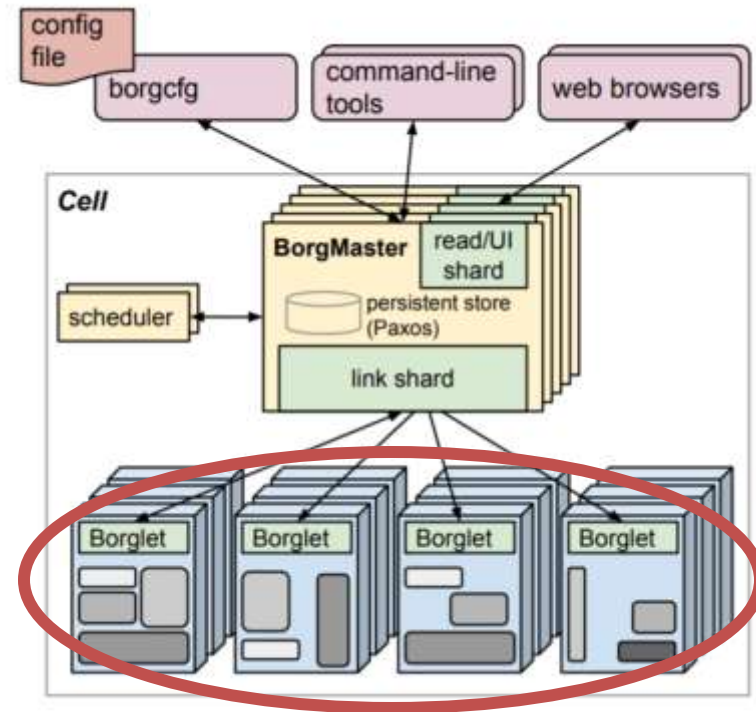 config
file
borgcfg
command-line
tools
web browsers
Cell
BorgMaster
read/UI
shard
scheduler
persistent store
(Paxos)
link shard
Borglet
Borglet
Borglet
Borglet